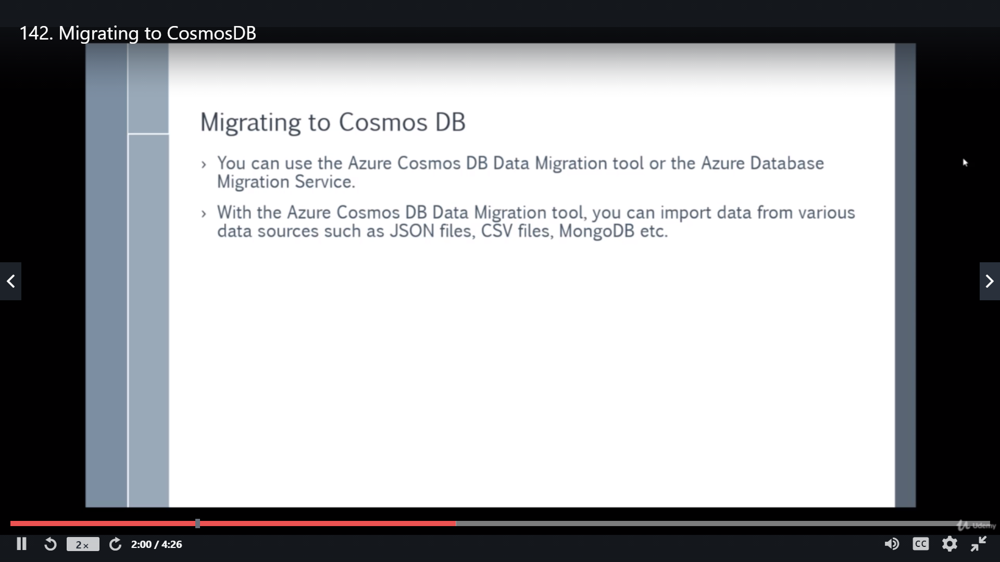 142. Migrating to CosmosDB
Migrating to Cosmos DB
› You can use the Azure Cosmos DB Data Migration tool or the Azure Database
Migration Service.
› With the Azure Cosmos DB Data Migration tool, you can import data from various
data sources such as JSON files, CSV files, MongoDB etc.
Udemy
2x 2:00 / 4:26 CC